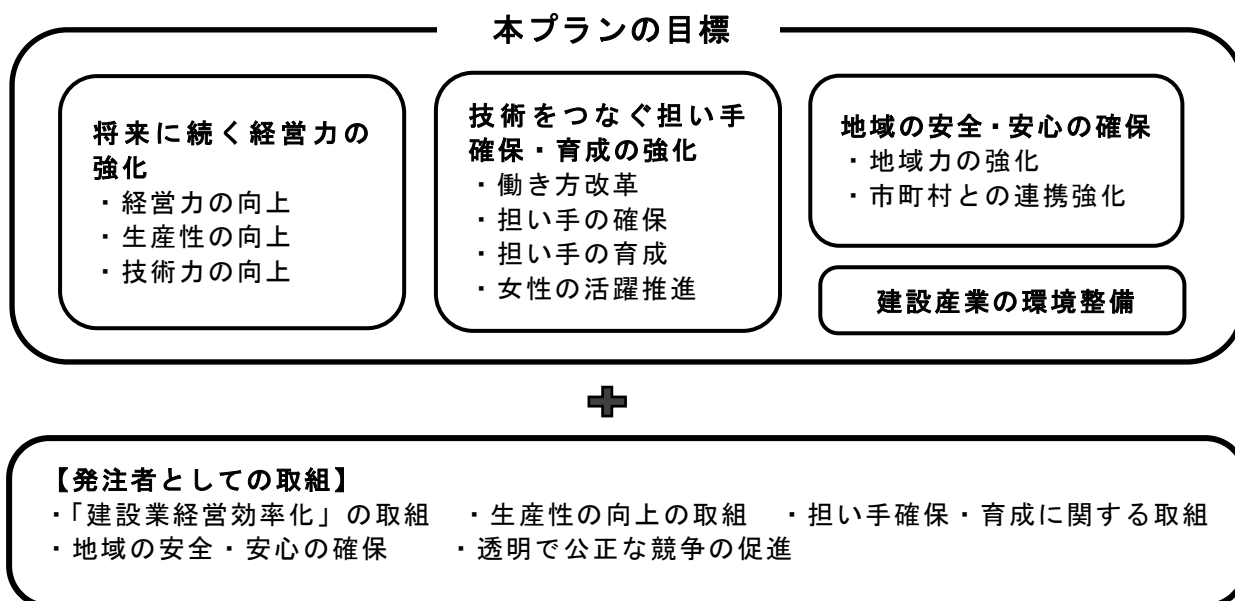 本プランの目標
将来に続く経営力の
強化
・経営力の向上
・生産性の向上
・技術力の向上
技術をつなぐ担い手
確保・育成の強化
・働き方改革
・担い手の確保
・担い手の育成
・女性の活躍推進
地域の安全・安心の確保
・地域力の強化
・市町村との連携強化
建設産業の環境整備
【発注者としての取組】
・「建設業経営効率化」の取組　・生産性の向上の取組　・担い手確保・育成に関する取組
・地域の安全・安心の確保　・透明で公正な競争の促進